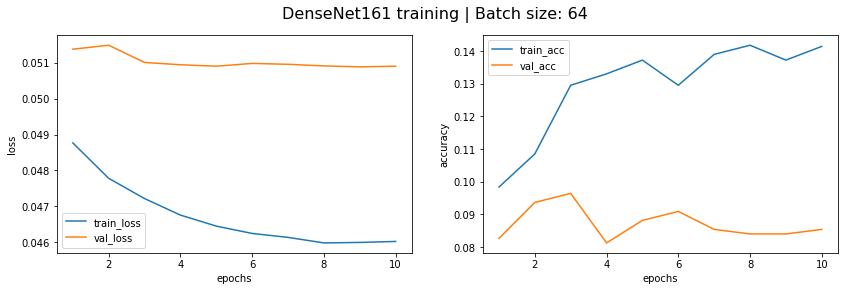 DenseNet161 training | Batch size: 64
loss
0.051
0.050
0.049
0.048
0.047
0.046
train_loss
val_loss
2 4 6 8 10
epochs
accuracy
0.14
0.13
0.12
0.11
0.10
0.09
0.08
train_acc
val_acc
2 4 6 8 10
epochs